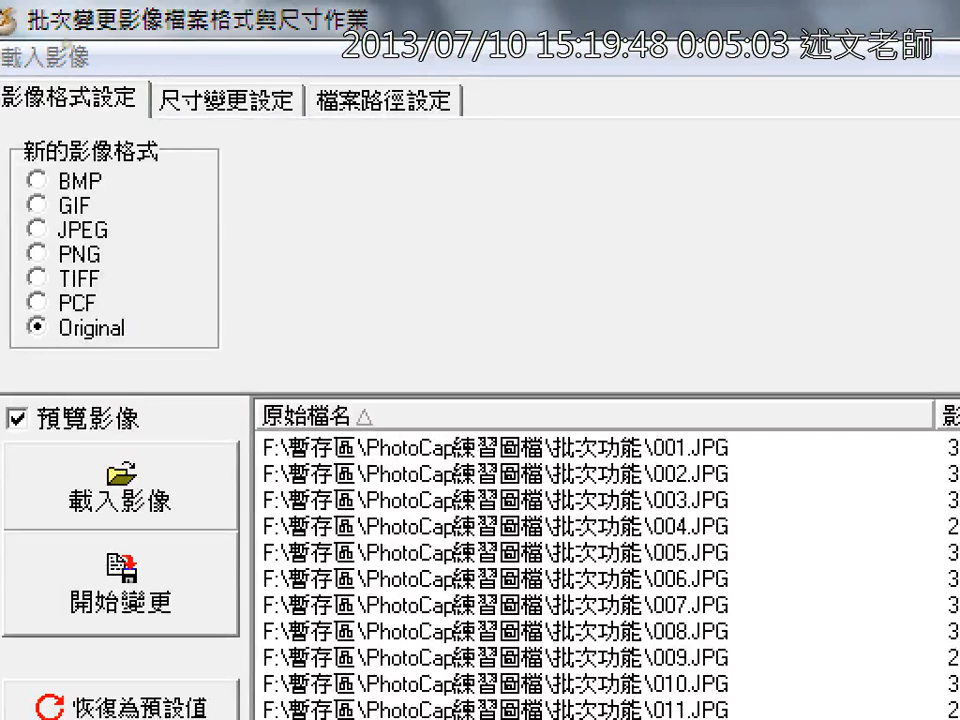 批次變更影像檔案格式與尺寸作業
2013/07/10 15:19:48 0:05:03 述文老師
載入影像
影像格式設定 尺寸變更設定 檔案路徑設定
新的影像格式
BMP
GIF
JPEG
PNG
TIFF
PCF
Original
預覽影像
載入影像
開始變更
恢復為預設值
原始檔名 影
F:\暫存區\PhotoCap練習圖檔\批次功能\001.JPG 3
F:\暫存區\PhotoCap練習圖檔\批次功能\002.JPG 3
F:\暫存區\PhotoCap練習圖檔\批次功能\003.JPG 3
F:\暫存區\PhotoCap練習圖檔\批次功能\004.JPG 2
F:\暫存區\PhotoCap練習圖檔\批次功能\005.JPG 3
F:\暫存區\PhotoCap練習圖檔\批次功能\006.JPG 3
F:\暫存區\PhotoCap練習圖檔\批次功能\007.JPG 3
F:\暫存區\PhotoCap練習圖檔\批次功能\008.JPG 3
F:\暫存區\PhotoCap練習圖檔\批次功能\009.JPG 2
F:\暫存區\PhotoCap練習圖檔\批次功能\010.JPG 3
F:\暫存區\PhotoCap練習圖檔\批次功能\011.JPG 2